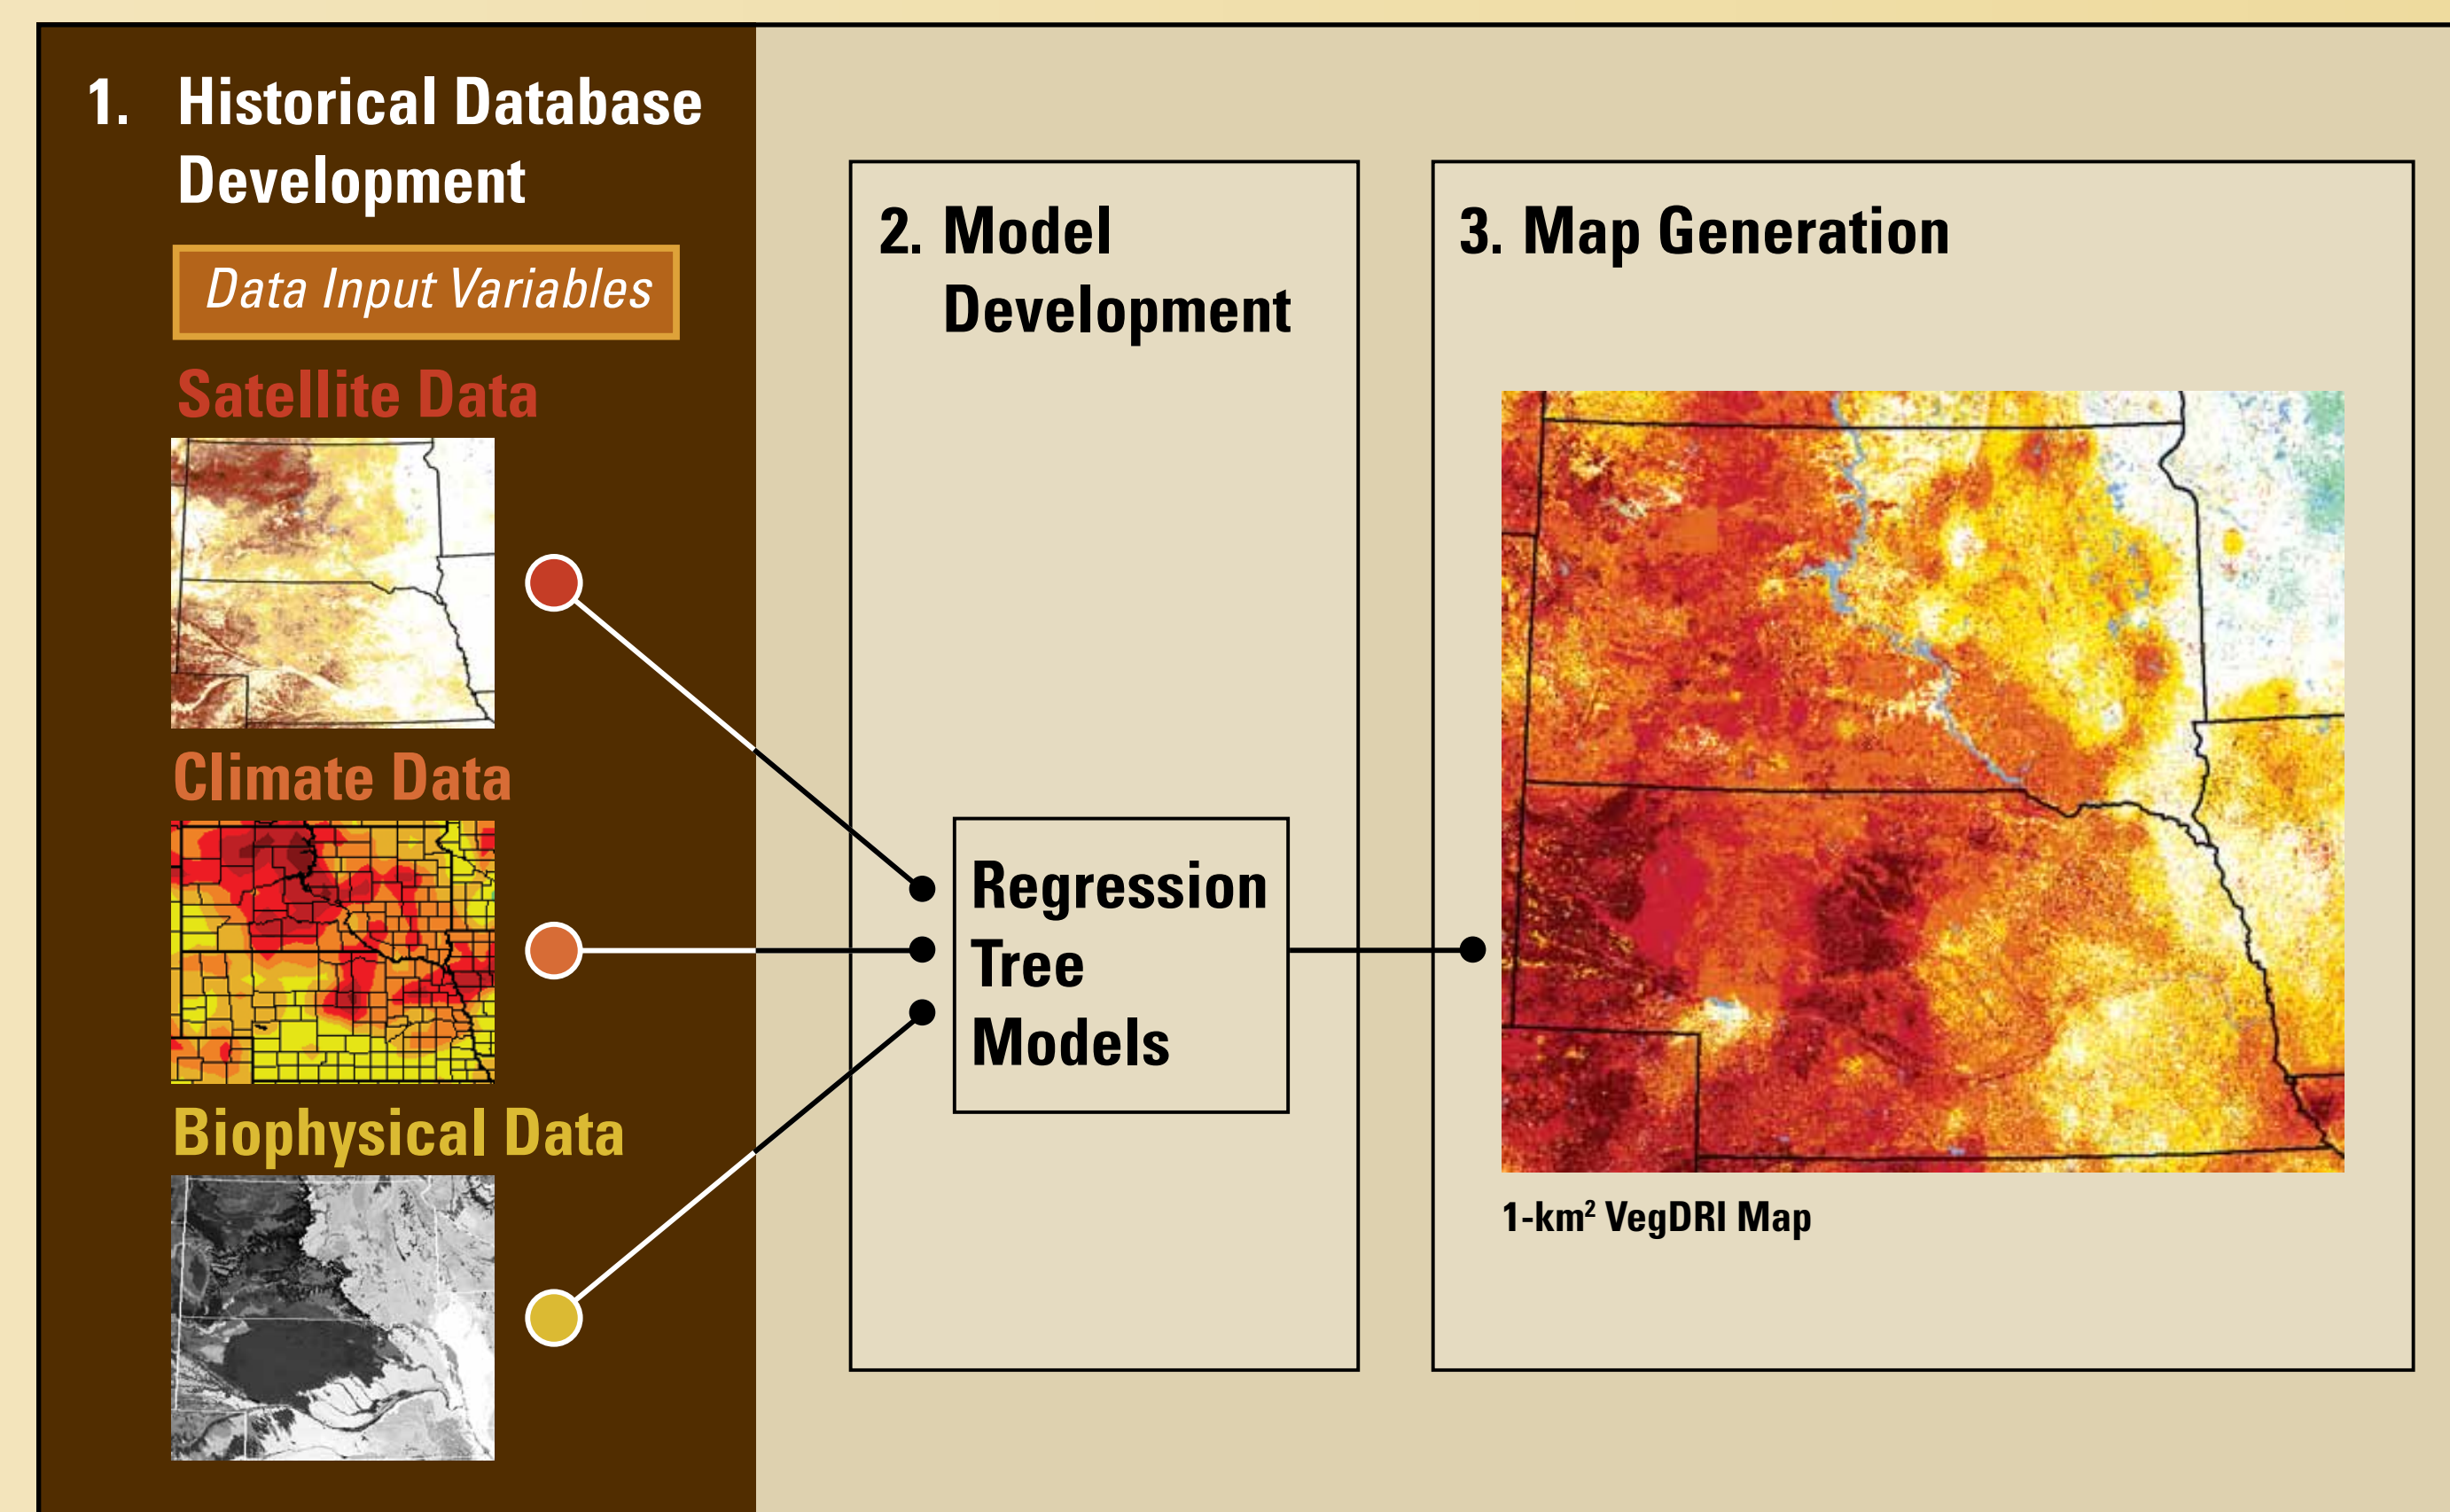 1. Historical Database
Development
Data Input Variables
Satellite Data
Climate Data
Biophysical Data
2. Model
Development
Regression
Tree
Models
3. Map Generation
1-km² VegDRI Map